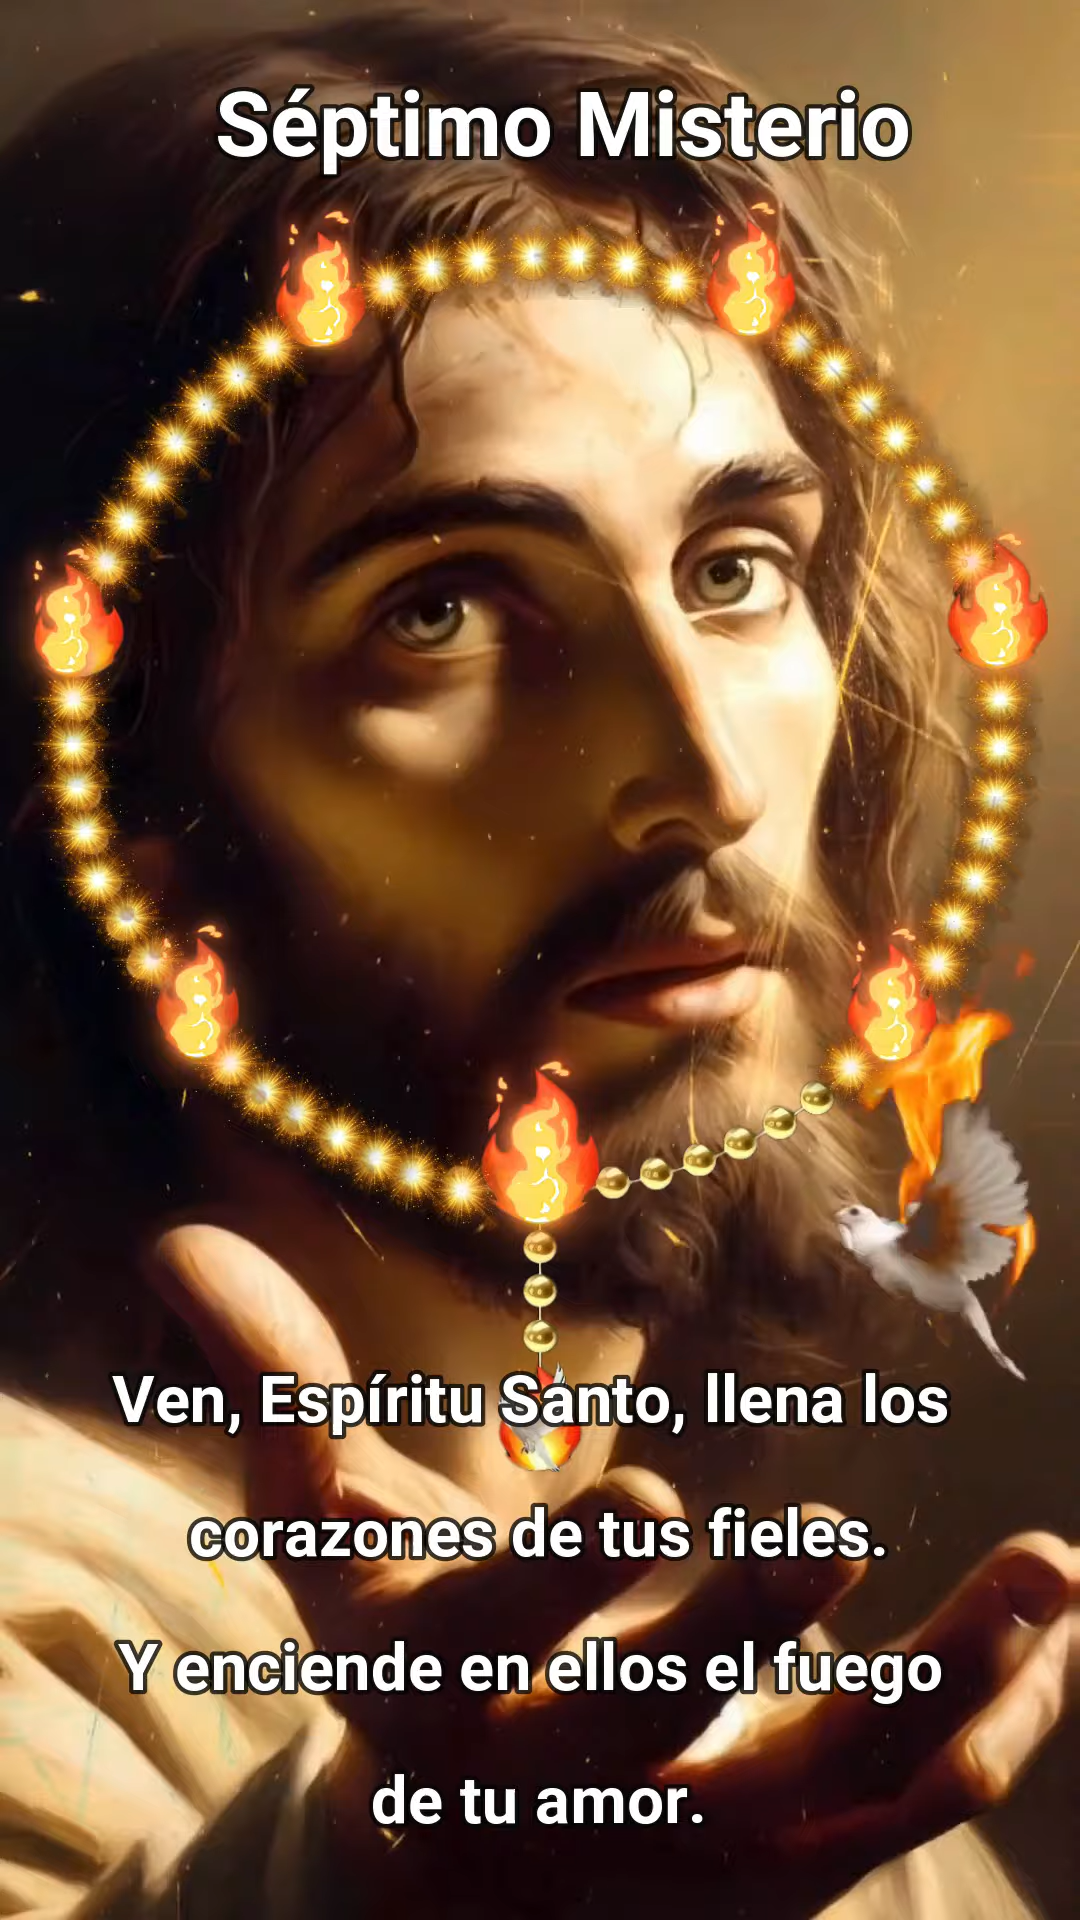 Séptimo Misterio
Ven, Espíritu Santo, llena los
corazones de tus fieles.
Y enciende en ellos el fuego
de tu amor.